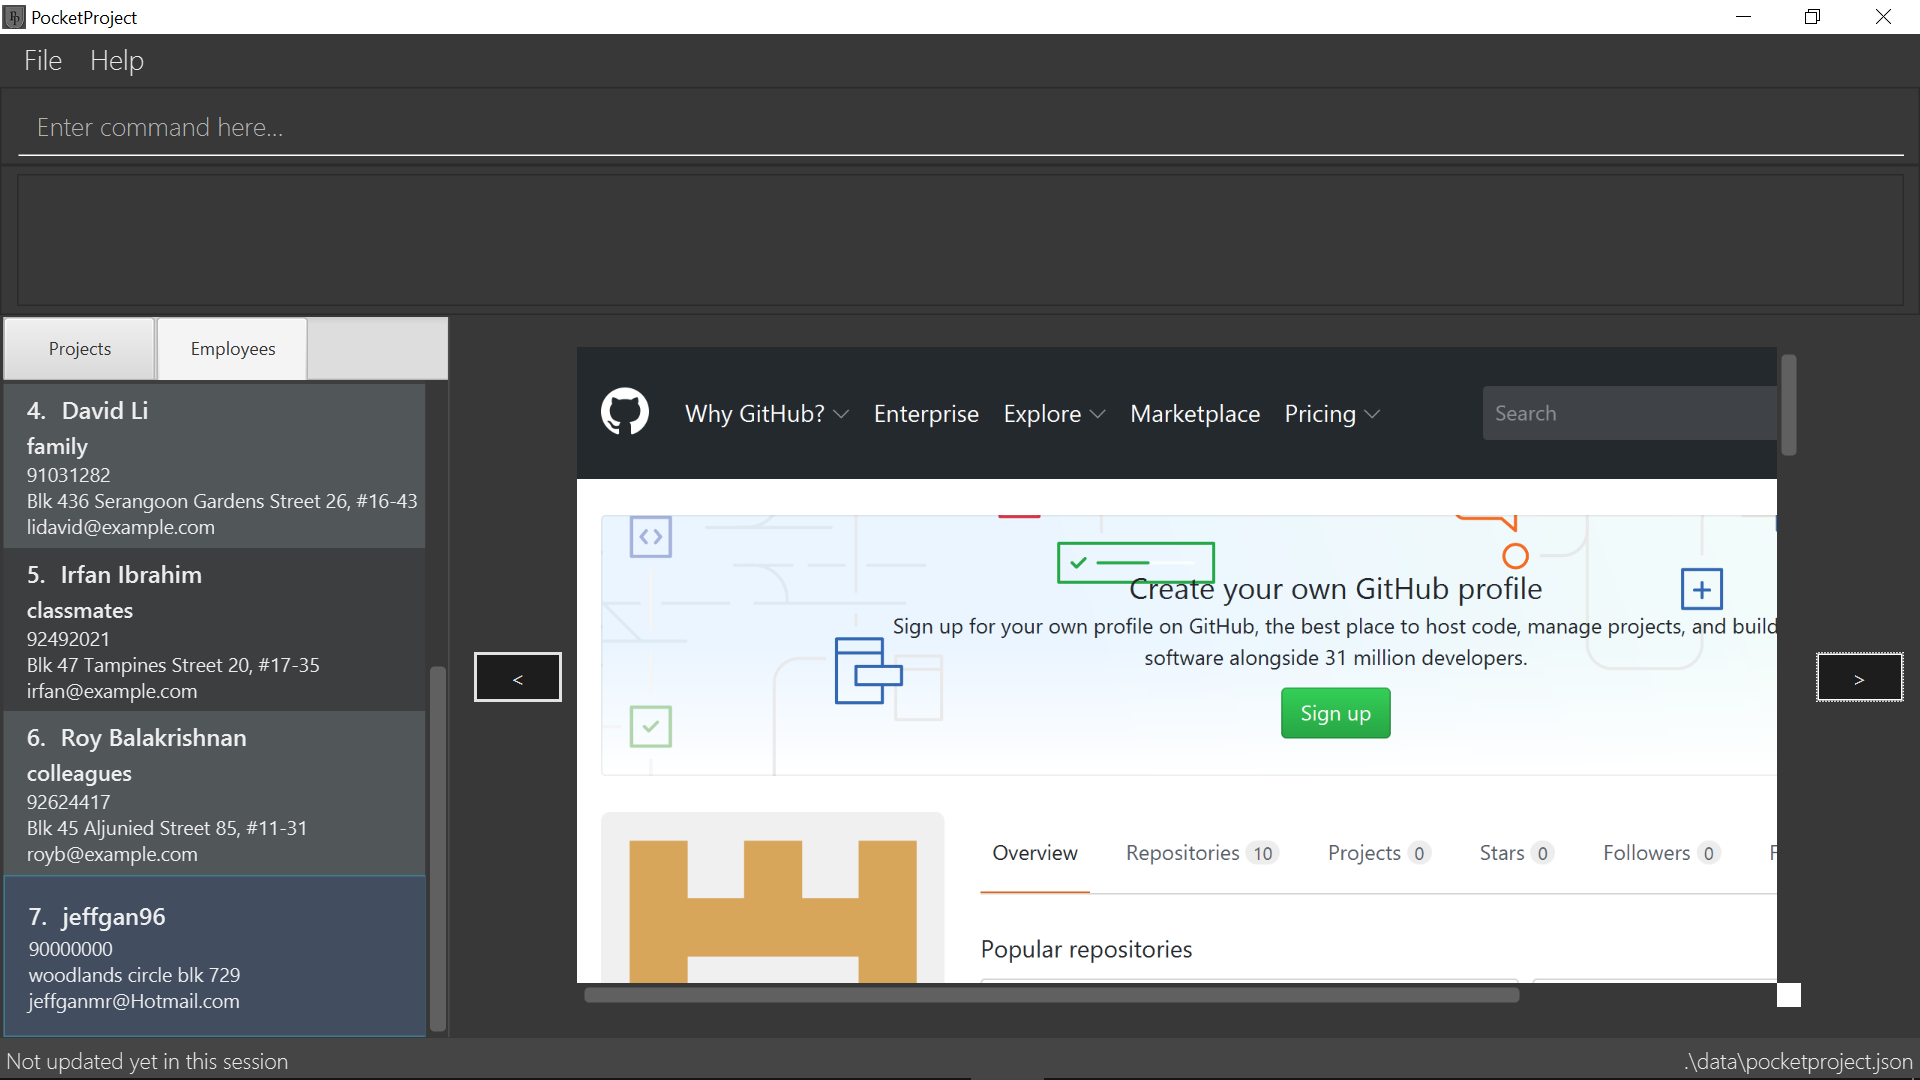 PocketProject
File Help
Enter command here...
Projects Employees
4. David Li
family
91031282
Blk 436 Serangoon Gardens Street 26, #16-43
lidavid@example.com
5. Irfan Ibrahim
classmates
92492021
Blk 47 Tampines Street 20, #17-35
irfan@example.com
6. Roy Balakrishnan
colleagues
92624417
Blk 45 Aljunied Street 85, #11-31
royb@example.com
7. jeffgan96
90000000
woodlands circle blk 729
jeffganmr@Hotmail.com
<
Why GitHub? Enterprise Explore Marketplace Pricing Search
Create your own GitHub profile
Sign up for your own profile on GitHub, the best place to host code, manage projects, and build
software alongside 31 million developers.
Sign up
Overview Repositories 10 Projects 0 Stars 0 Followers 0
Popular repositories
>
Not updated yet in this session
.\data\pocketproject.json